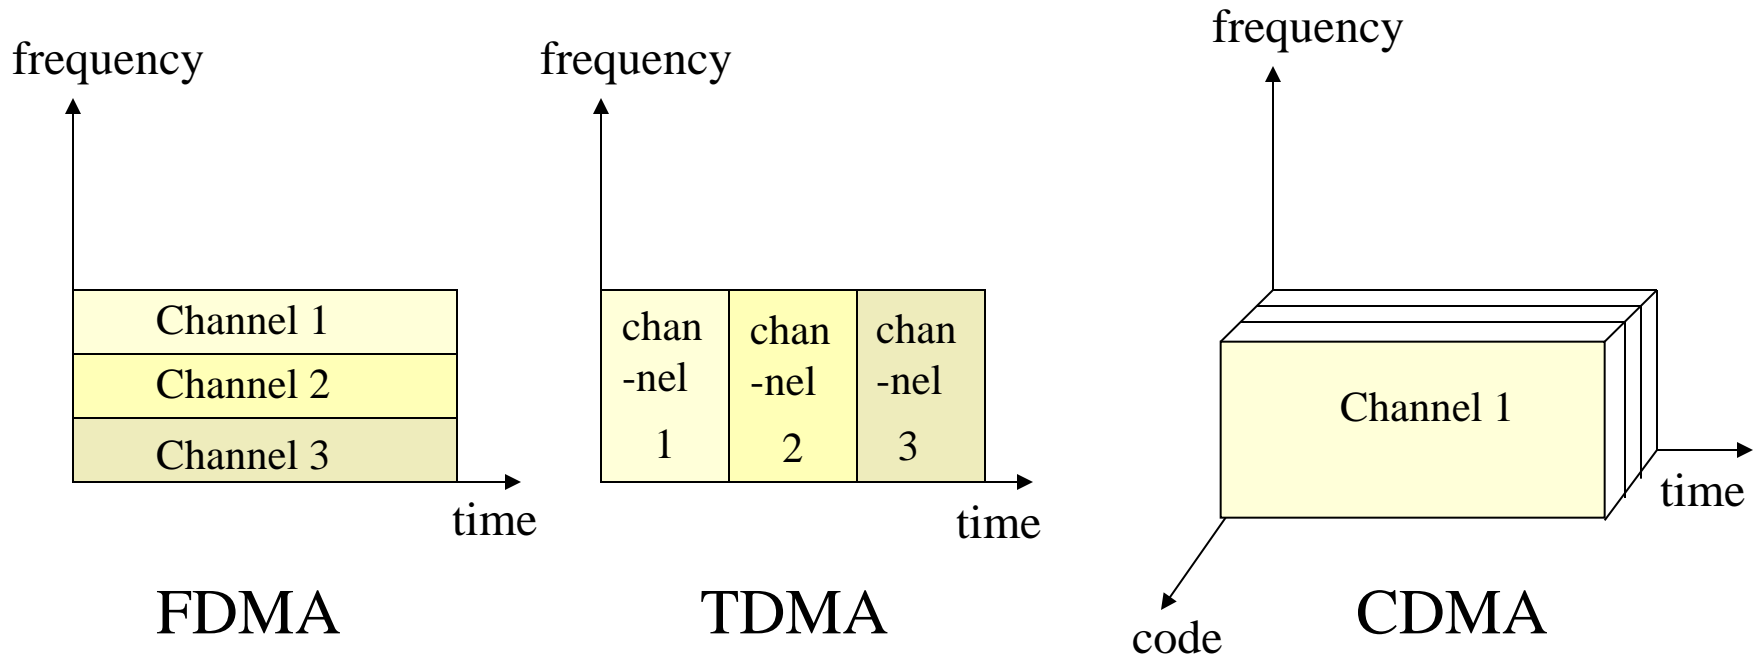 frequency
Channel 1
Channel 2
Channel 3
time
FDMA
frequency
chan
-nel
1
chan
-nel
2
chan
-nel
3
time
TDMA
frequency
Channel 1
time
code
CDMA